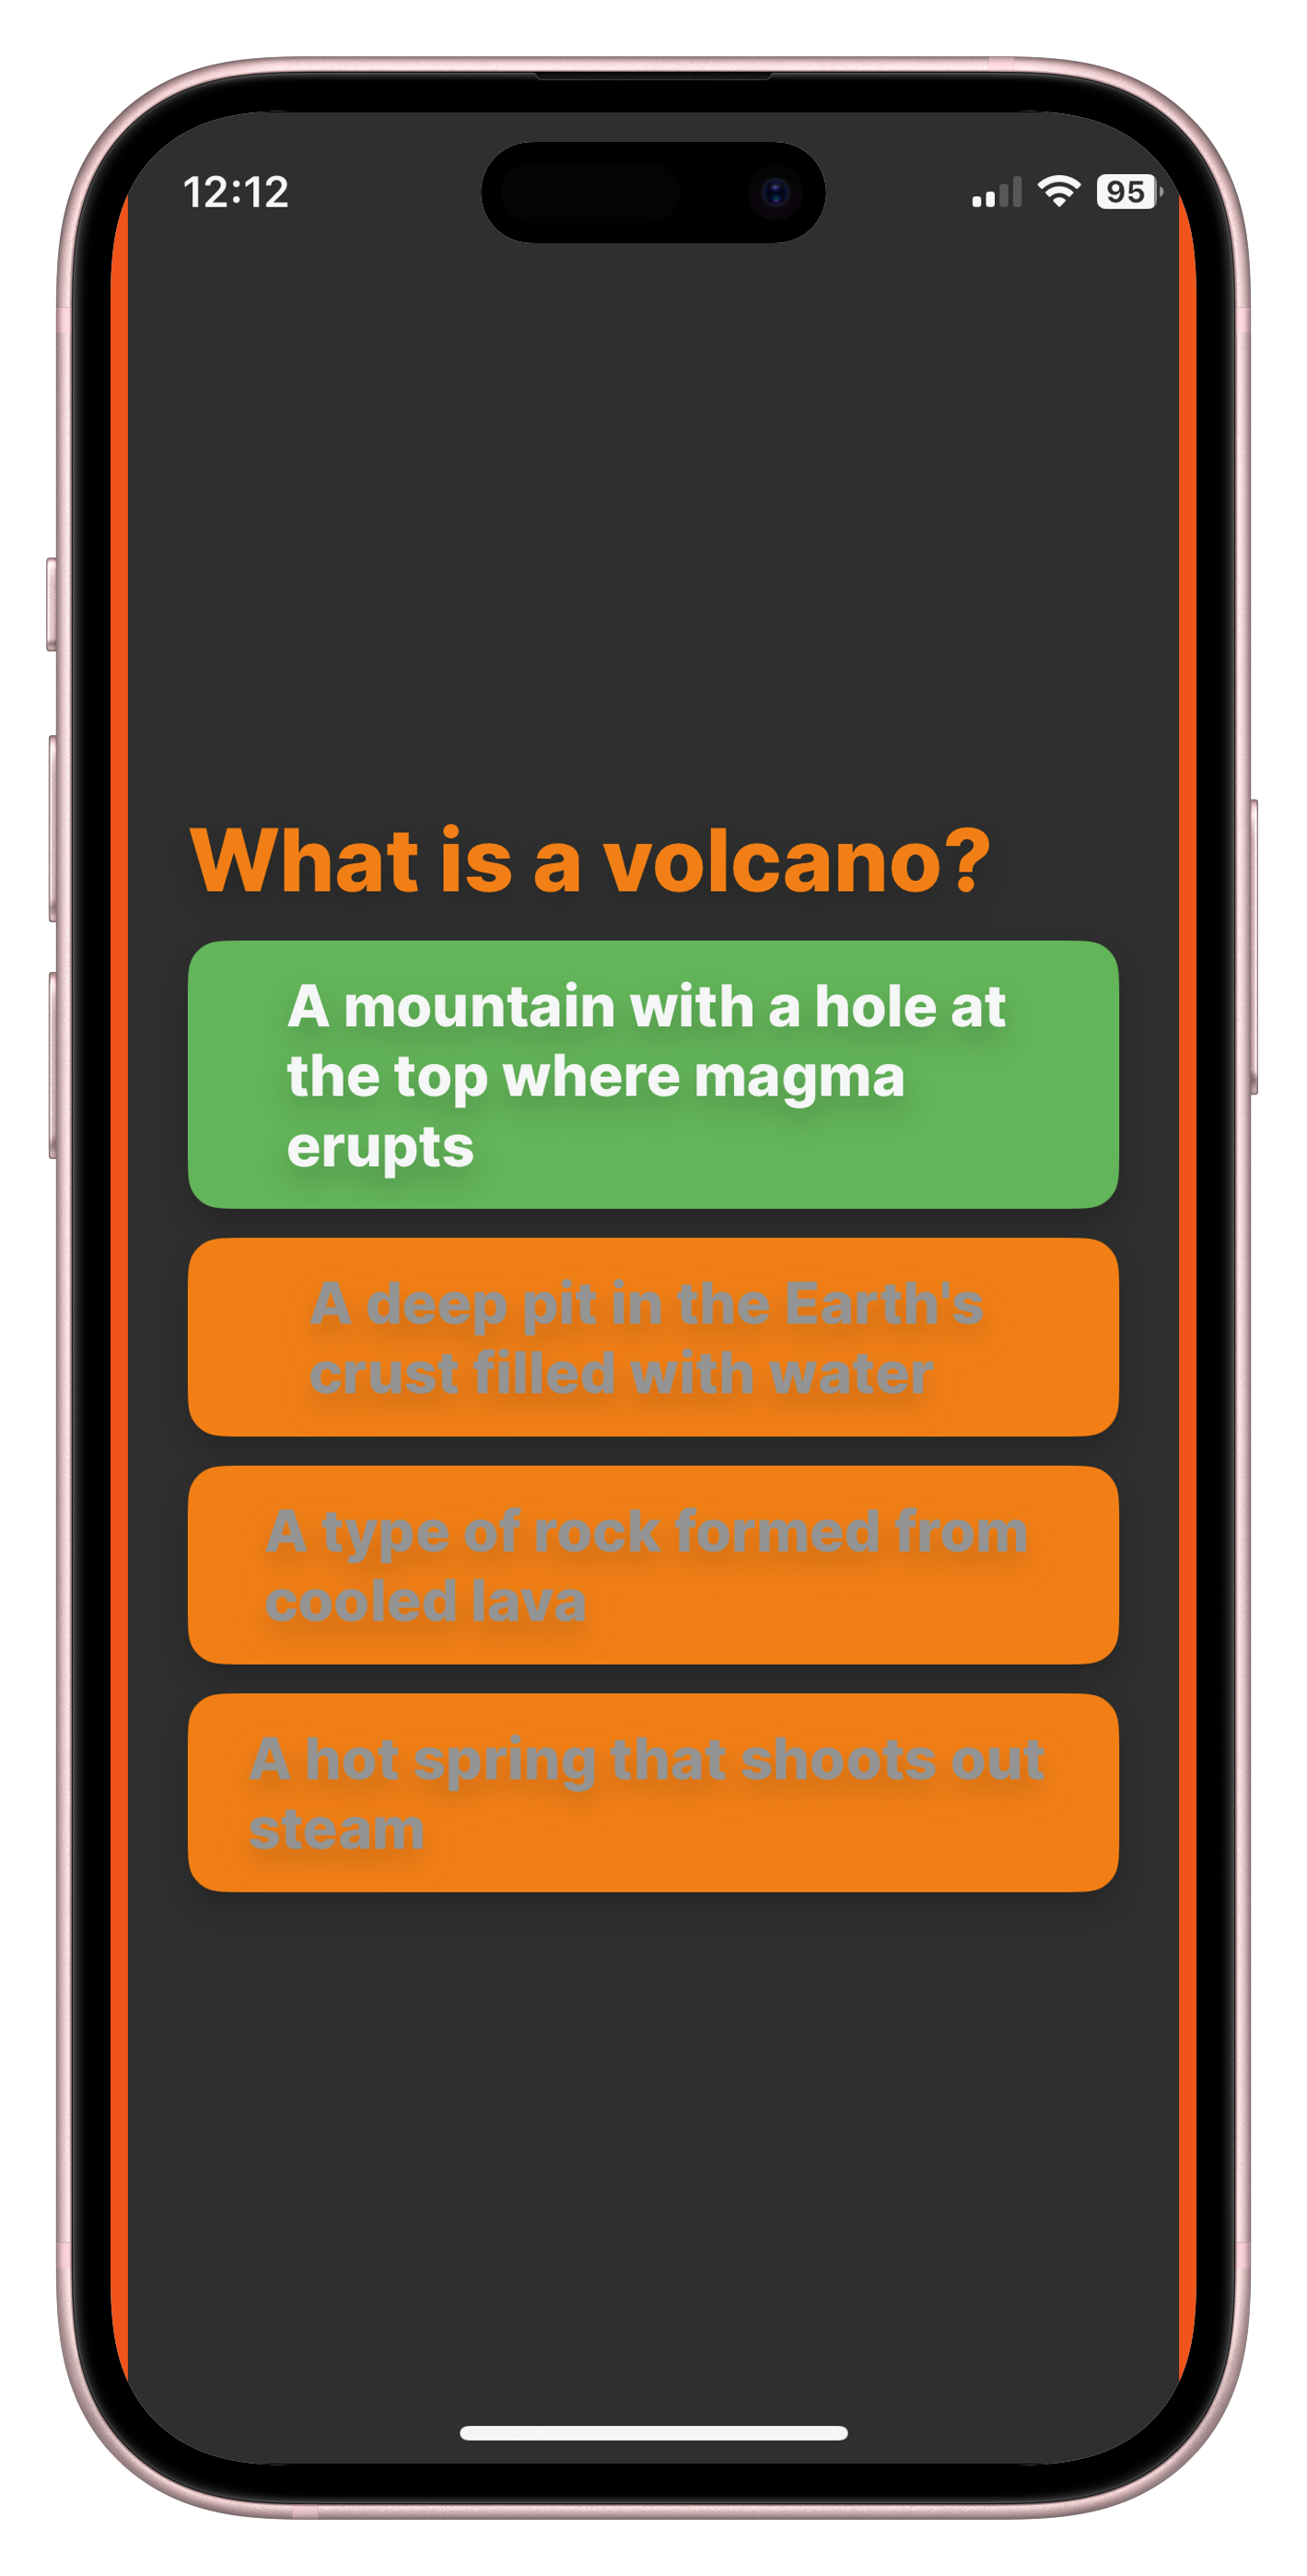 12:12
95
What is a volcano?
A mountain with a hole at
the top where magma
erupts
A deep pit in the Earth's
crust filled with water
A type of rock formed from
cooled lava
A hot spring that shoots out
steam